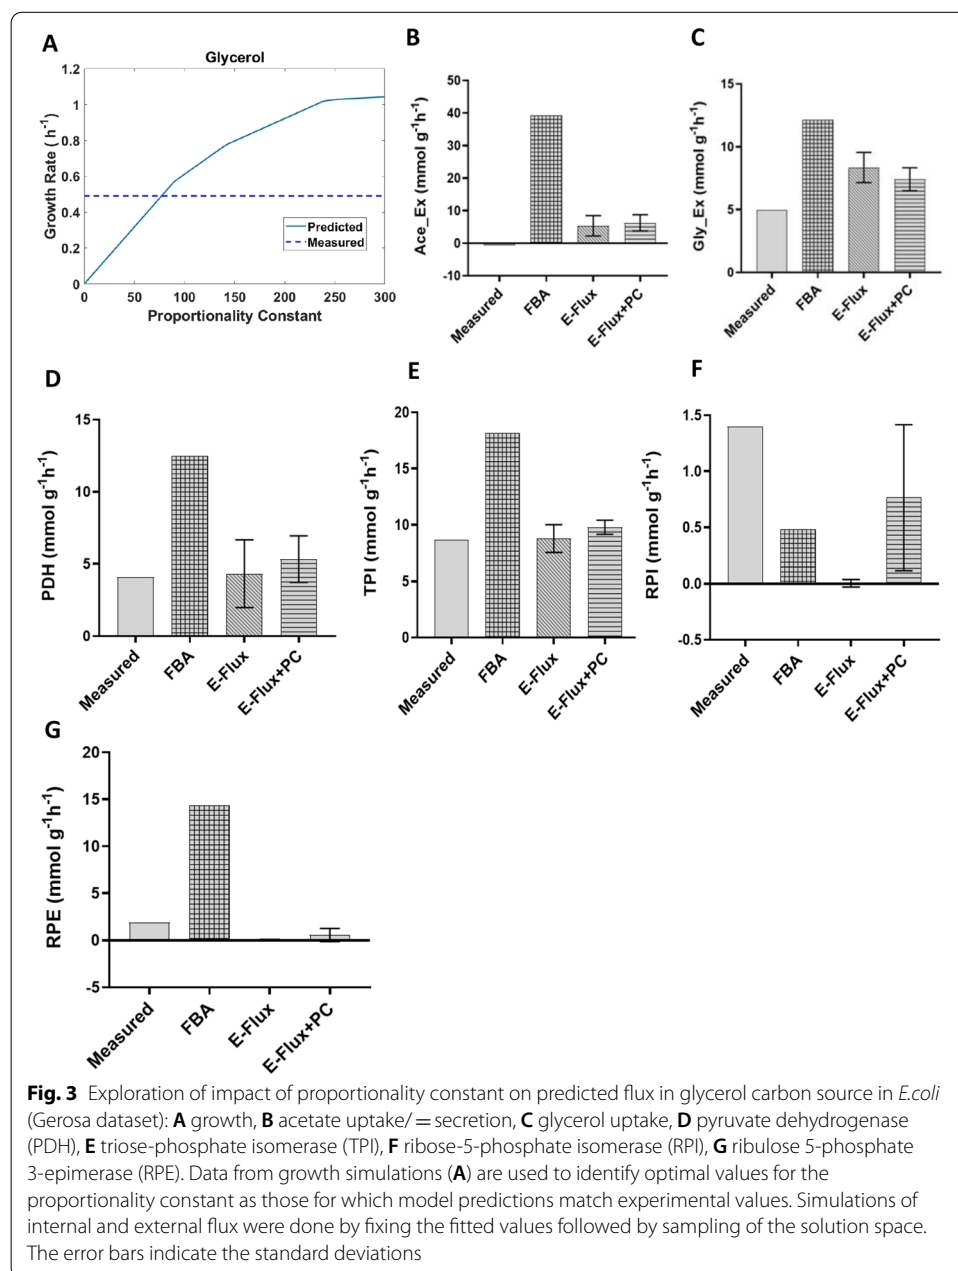 A
Glycerol
1.2
1
0.8
0.6
0.4
0.2
0
Growth Rate ( h⁻¹)
Predicted
Measured
0 50 100 150 200 250 300
Proportionality Constant
B
50
40
30
20
10
0
-10
Ace_Ex (mmol g⁻¹h⁻¹)
Measured
FBA
E-Flux
E-Flux+PC
C
15
10
5
0
Gly_Ex (mmol g⁻¹h⁻¹)
Measured
FBA
E-Flux
E-Flux+PC
D
15
10
5
0
PDH (mmol g⁻¹h⁻¹)
Measured
FBA
E-Flux
E-Flux+PC
E
20
15
10
5
0
TPI (mmol g⁻¹h⁻¹)
Measured
FBA
E-Flux
E-Flux+PC
F
1.5
1.0
0.5
0.0
-0.5
RPI (mmol g⁻¹h⁻¹)
Measured
FBA
E-Flux
E-Flux+PC
G
20
15
10
5
0
-5
RPE (mmol g⁻¹h⁻¹)
Measured
FBA
E-Flux
E-Flux+PC
Fig. 3 Exploration of impact of proportionality constant on predicted flux in glycerol carbon source in E.coli
(Gerosa dataset): A growth, B acetate uptake/ = secretion, C glycerol uptake, D pyruvate dehydrogenase
(PDH), E triose-phosphate isomerase (TPI), F ribose-5-phosphate isomerase (RPI), G ribulose 5-phosphate
3-epimerase (RPE). Data from growth simulations (A) are used to identify optimal values for the
proportionality constant as those for which model predictions match experimental values. Simulations of
internal and external flux were done by fixing the fitted values followed by sampling of the solution space.
The error bars indicate the standard deviations